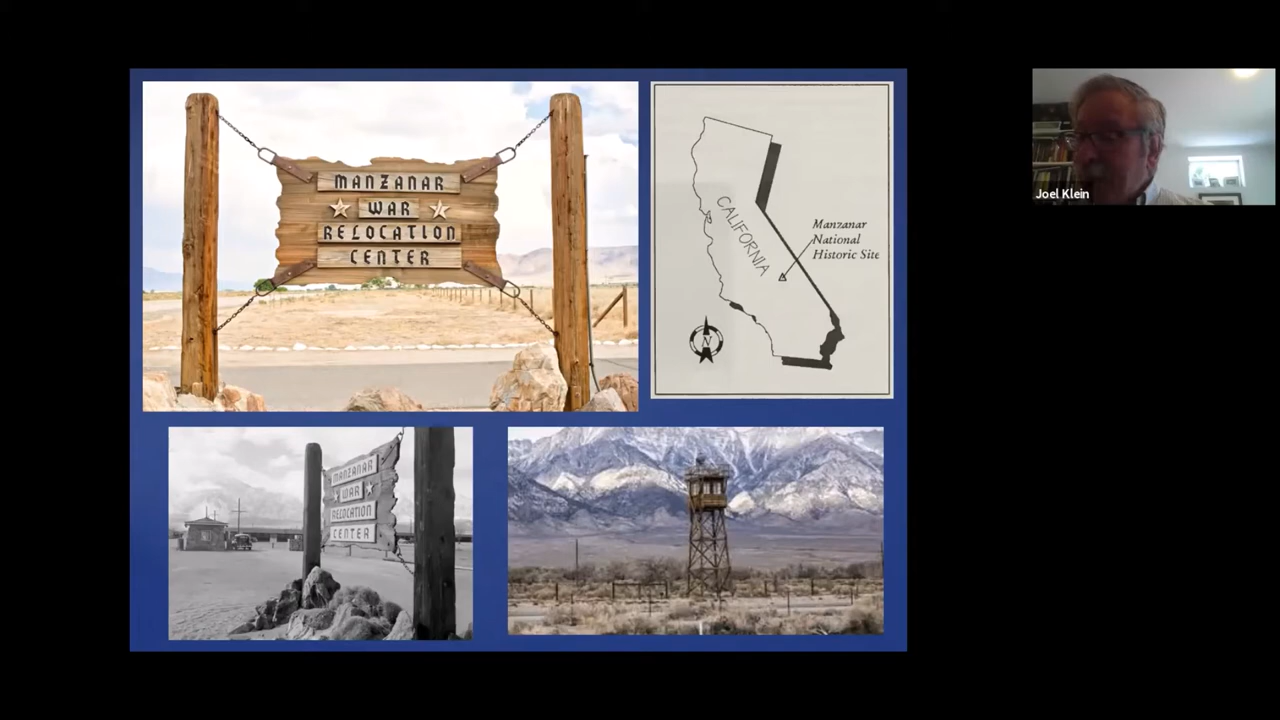 MANZANAR
WAR
RELOCATION
CENTER
CALIFORNIA
Manzanar
National
Historic Site
N
Joel Klein
MANZANAR
WAR
RELOCATION
CENTER